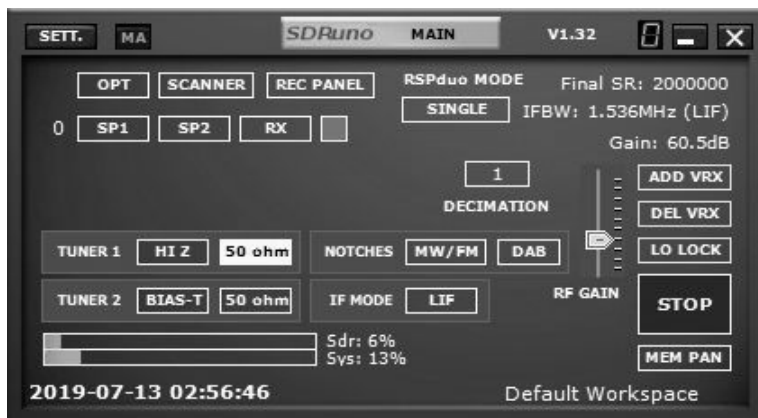 SETT. MA SDRuno MAIN V1.32
OPT SCANNER REC PANEL RSPduo MODE Final SR: 2000000
SINGLE IFBW: 1.536MHz (LIF)
0 SP1 SP2 RX
Gain: 60.5dB
1 ADD VRX
DECIMATION DEL VRX
TUNER 1 HI Z 50 ohm NOTCHES MW/FM DAB LO LOCK
TUNER 2 BIAS-T 50 ohm IF MODE LIF RF GAIN STOP
Sdr: 6%
Sys: 13% MEM PAN
2019-07-13 02:56:46 Default Workspace